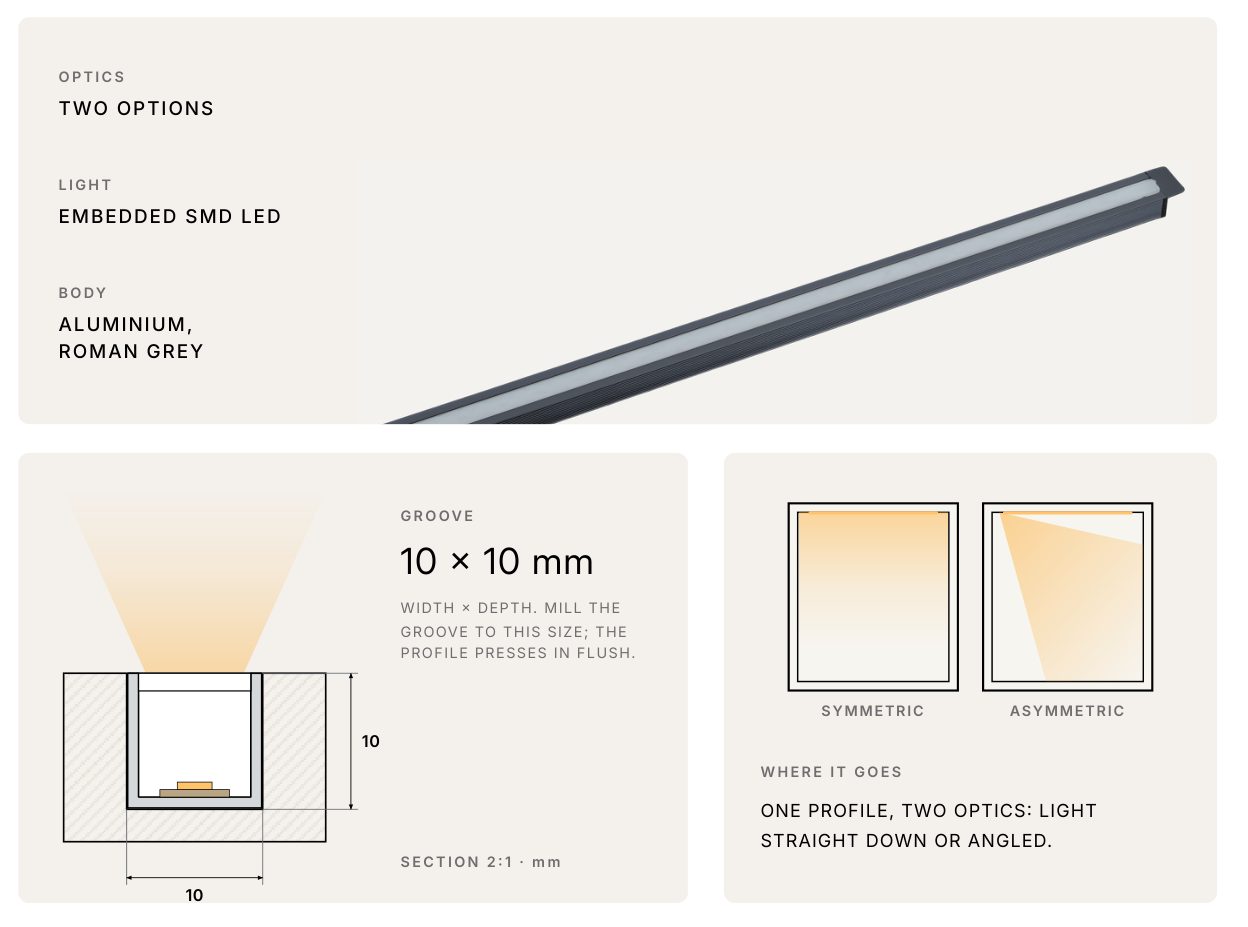 OPTICS
TWO OPTIONS
LIGHT
EMBEDDED SMD LED
BODY
ALUMINIUM,
ROMAN GREY
GROOVE
10 × 10 mm
WIDTH × DEPTH. MILL THE
GROOVE TO THIS SIZE; THE
PROFILE PRESSES IN FLUSH.
10
10
SECTION 2:1 · mm
SYMMETRIC
ASYMMETRIC
WHERE IT GOES
ONE PROFILE, TWO OPTICS: LIGHT
STRAIGHT DOWN OR ANGLED.